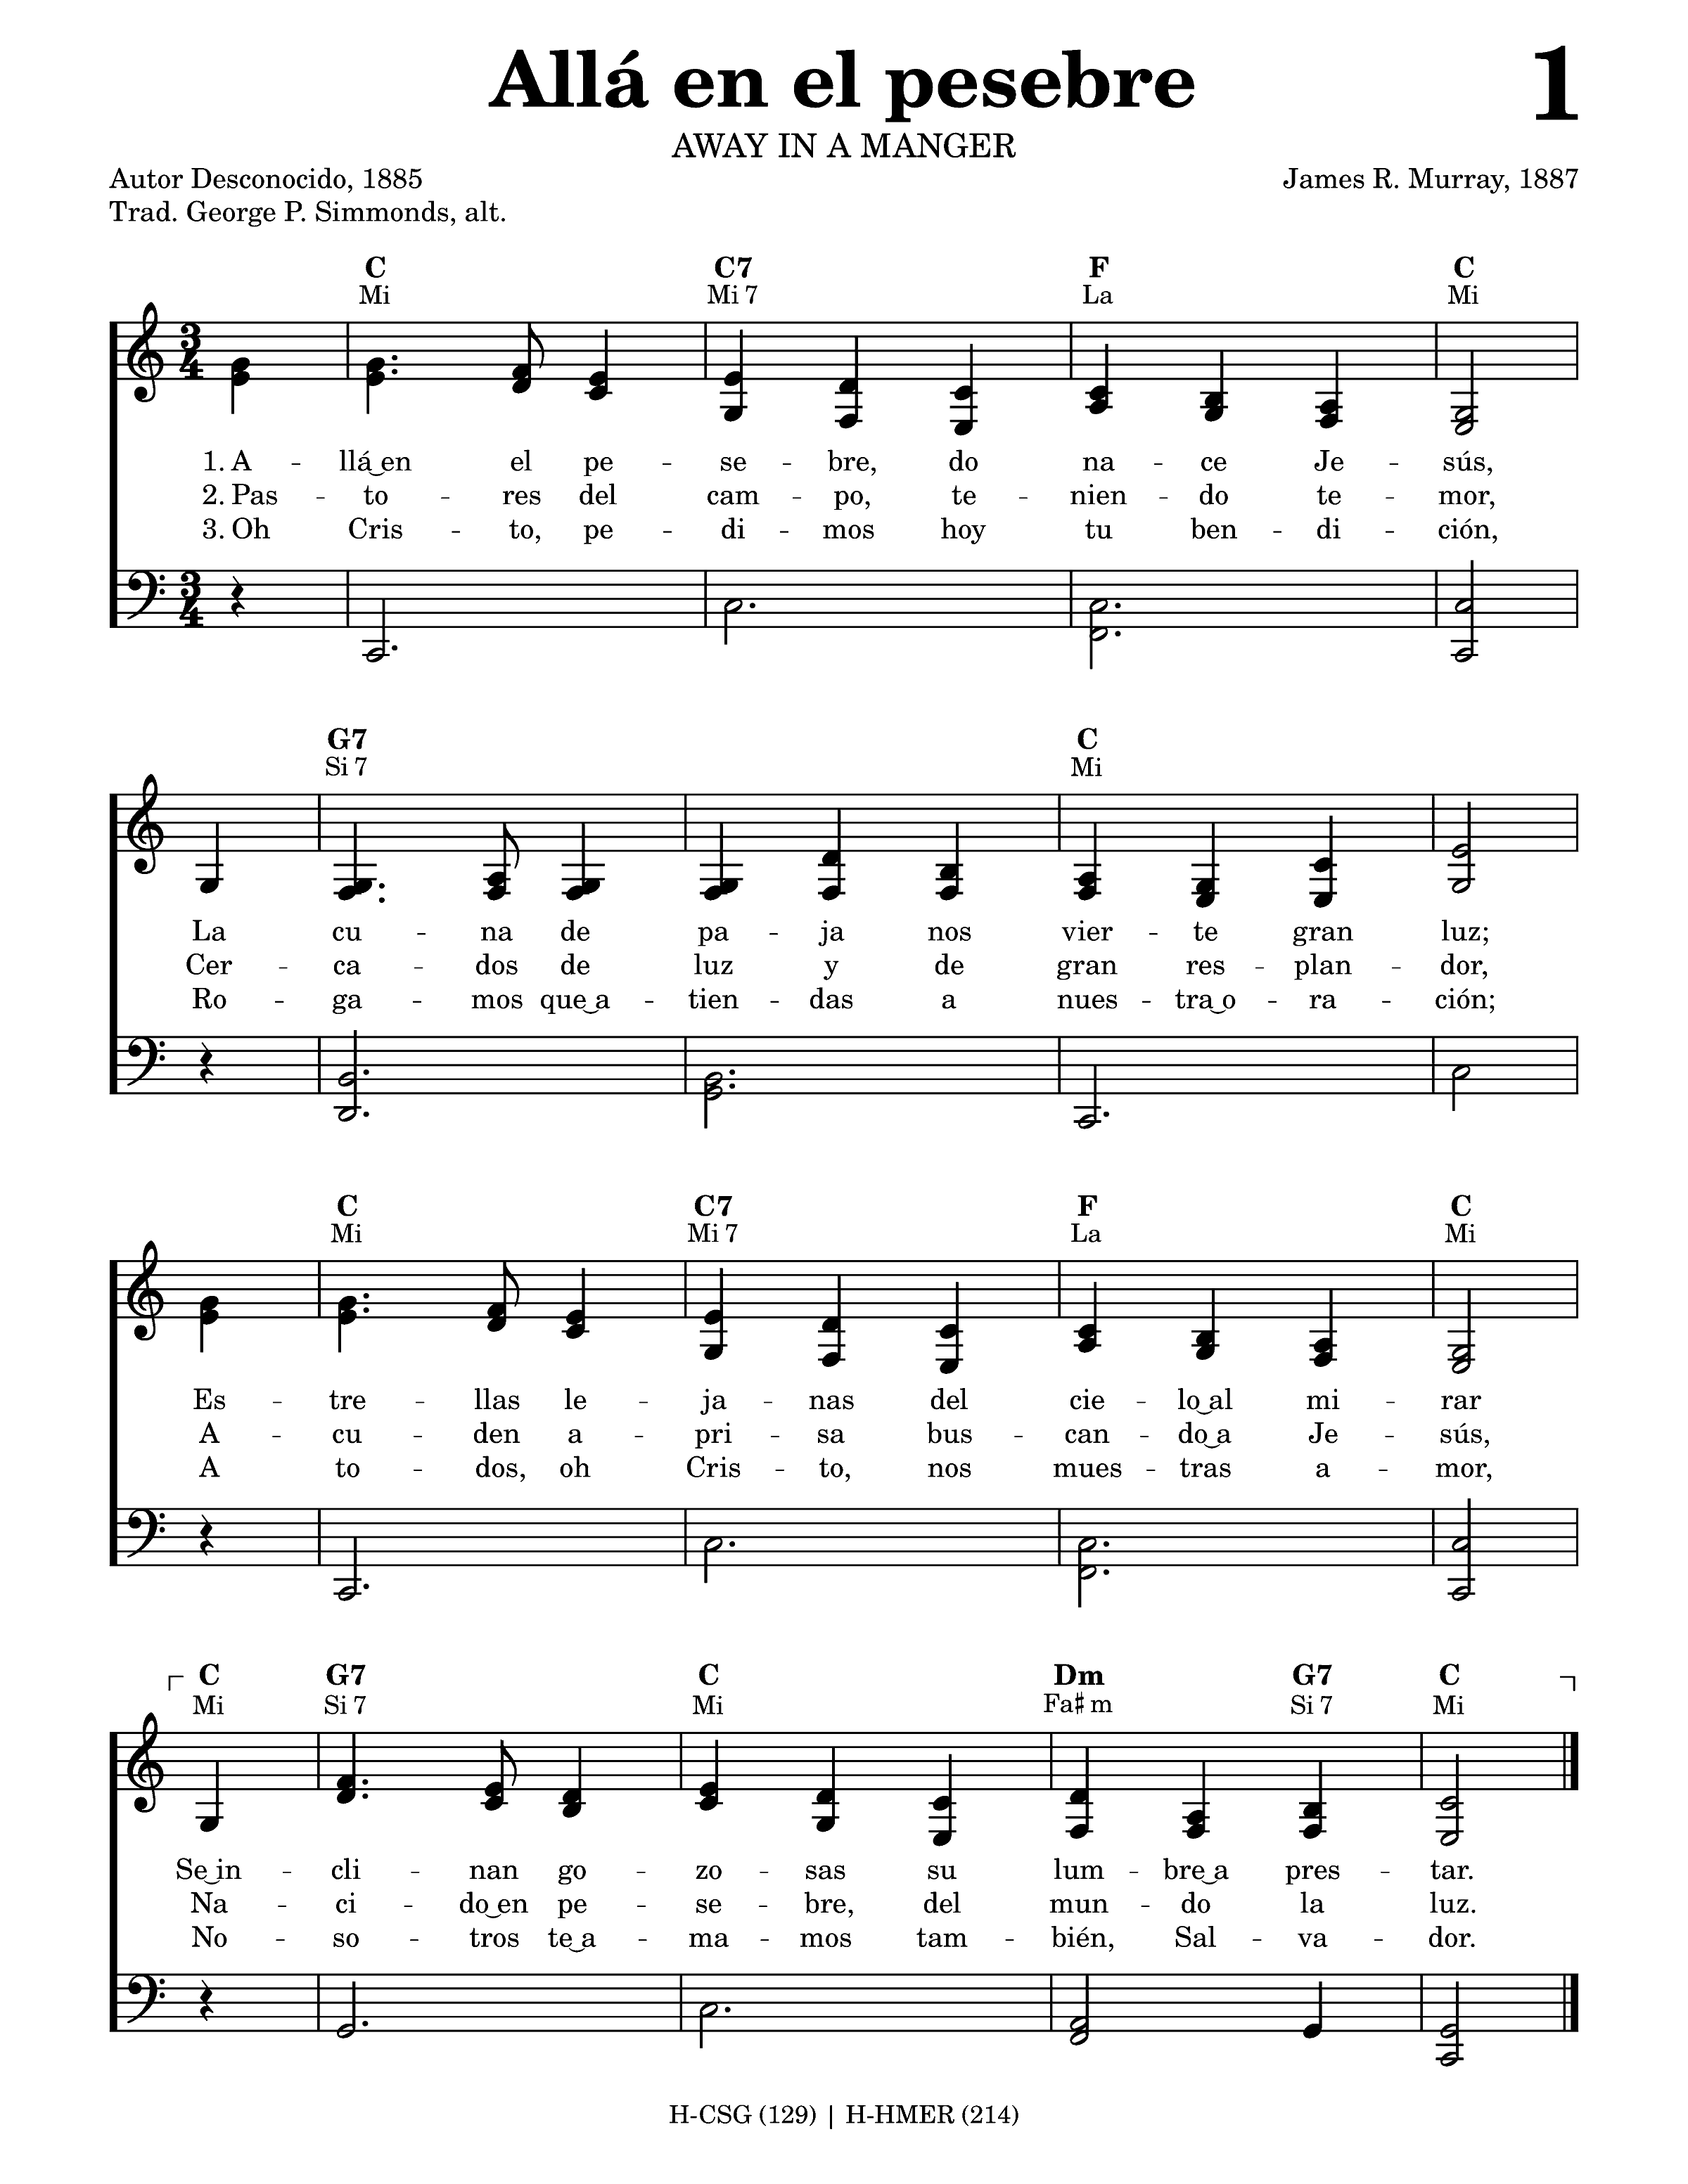 Allá en el pesebre 1
AWAY IN A MANGER
Autor Desconocido, 1885 James R. Murray, 1887
Trad. George P. Simmonds, alt.
C C7 F C
Mi Mi 7 La Mi
3 4
1. A - llá en el pe - se - bre, do na - ce Je - sús,
2. Pas - to - res del cam - po, te - nien - do te - mor,
3. Oh Cris - to, pe - di - mos hoy tu ben - di - ción,
3 4
G7 C
Si 7 Mi
La cu - na de pa - ja nos vier - te gran luz;
Cer - ca - dos de luz y de gran res - plan - dor,
Ro - ga - mos que a - tien - das a nues - tra o - ra - ción;
C C7 F C
Mi Mi 7 La Mi
Es - tre - llas le - ja - nas del cie - lo al mi - rar
A - cu - den a - pri - sa bus - can - do a Je - sús,
A to - dos, oh Cris - to, nos mues - tras a - mor,
C G7 C Dm G7 C
Mi Si 7 Mi Fa♯m Si 7 Mi
Se in - cli - nan go - zo - sas su lum - bre a pres - tar.
Na - ci - do en pe - se - bre, del mun - do la luz.
No - so - tros te a - ma - mos tam - bién, Sal - va - dor.
H-CSG (129) | H-HMER (214)